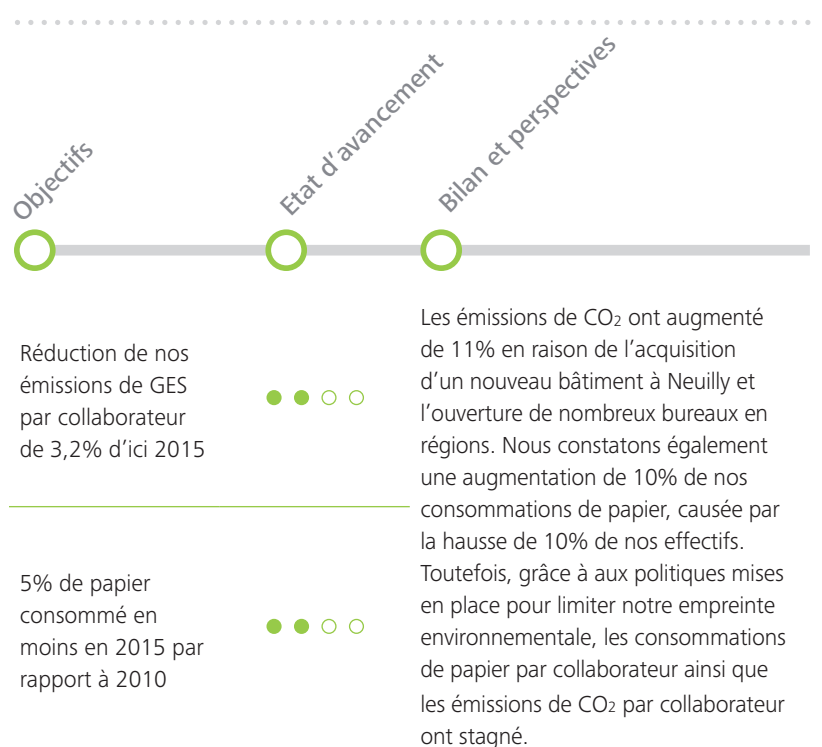 Objectifs
Etat d'avancement
Bilan et perspectives
Réduction de nos
émissions de GES
par collaborateur
de 3,2% d'ici 2015
5% de papier
consommé en
moins en 2015 par
rapport à 2010
Les émissions de CO2 ont augmenté
de 11% en raison de l'acquisition
d'un nouveau bâtiment à Neuilly et
l'ouverture de nombreux bureaux en
régions. Nous constatons également
une augmentation de 10% de nos
consommations de papier, causée par
la hausse de 10% de nos effectifs.
Toutefois, grâce à aux politiques mises
en place pour limiter notre empreinte
environnementale, les consommations
de papier par collaborateur ainsi que
les émissions de CO2 par collaborateur
ont stagné.